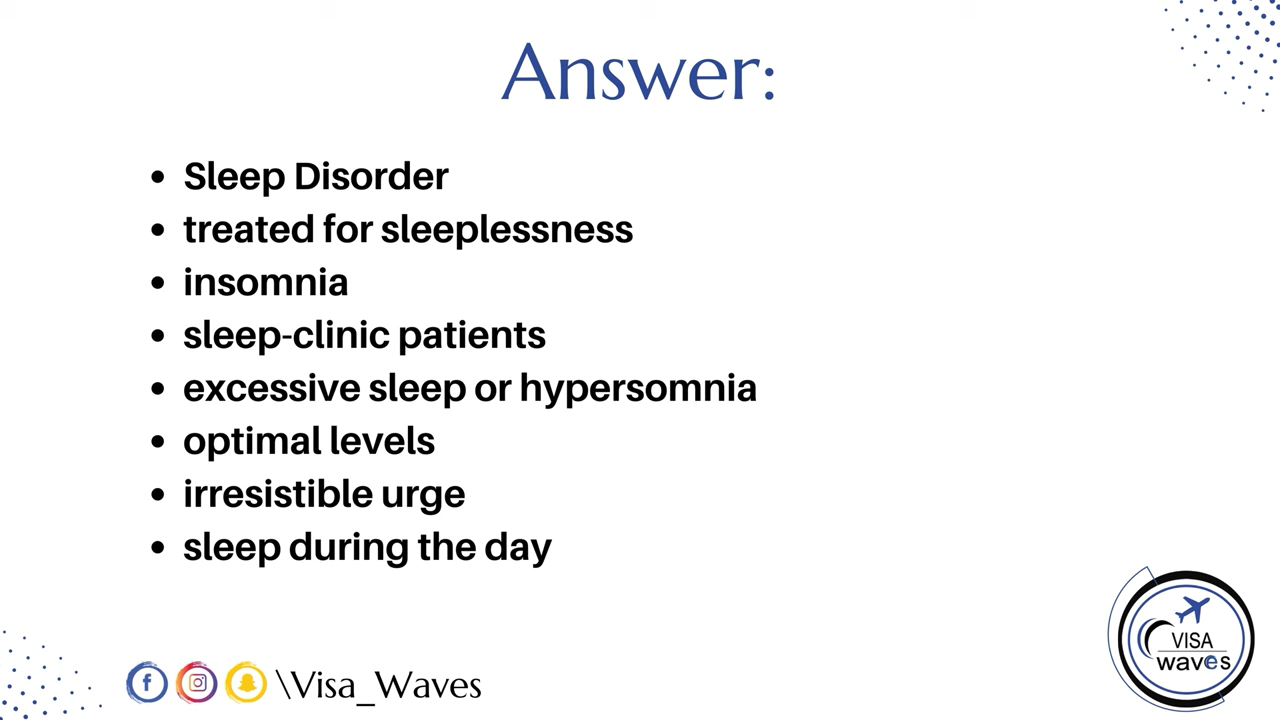 Answer:
• Sleep Disorder
• treated for sleeplessness
• insomnia
• sleep-clinic patients
• excessive sleep or hypersomnia
• optimal levels
• irresistible urge
• sleep during the day
\Visa_Waves
VISA
waves